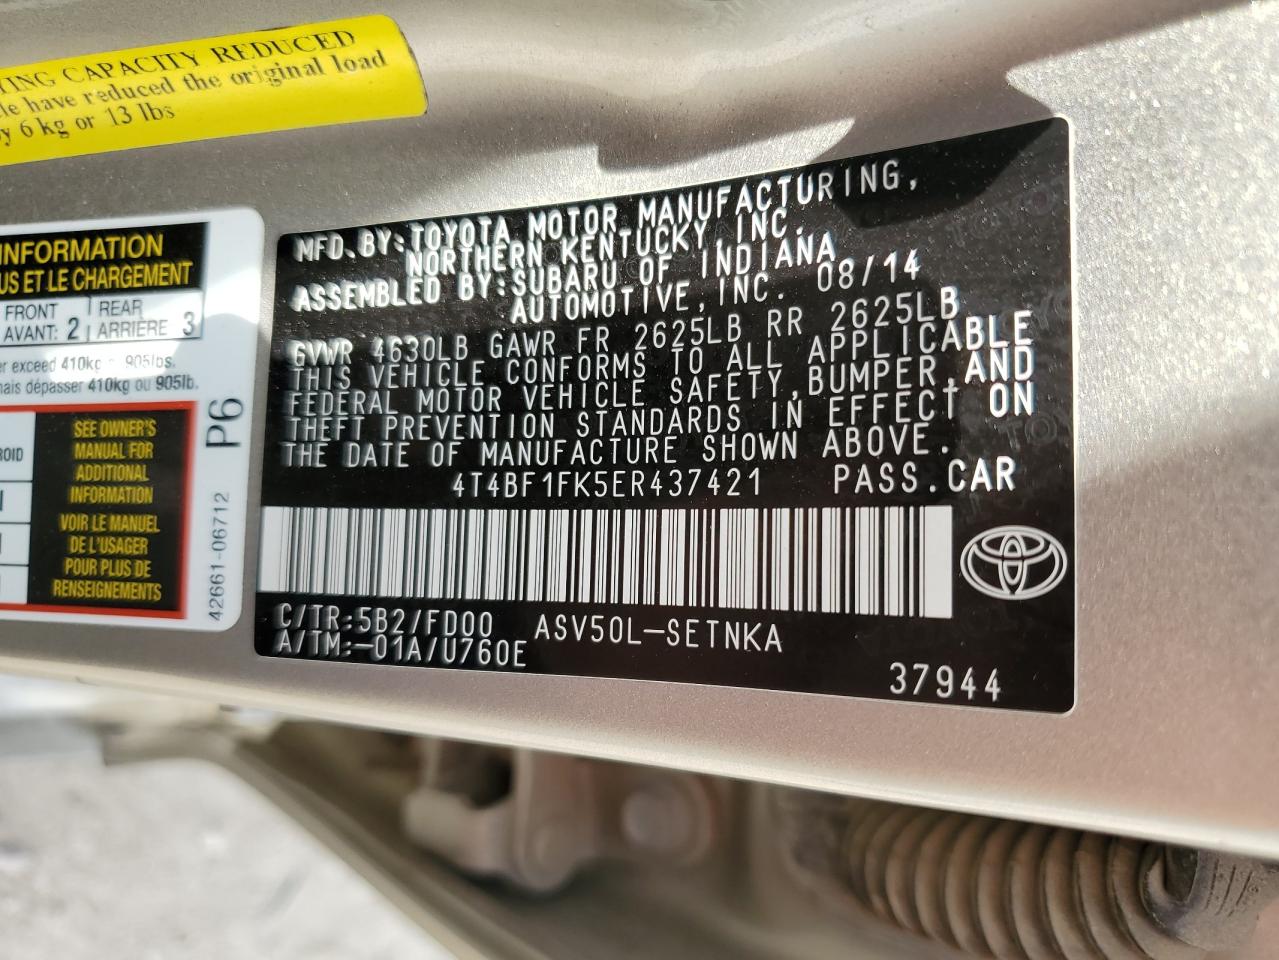 TING CAPACITY REDUCED
le have reduced the original load
y 6 kg or 13 lbs
INFORMATION
US ET LE CHARGEMENT
FRONT
AVANT: 2
REAR
ARRIÈRE 3
er exceed 410kg or 905lbs.
mais dépasser 410kg ou 905lb.
P6
42661-06712
ROID
SEE OWNER'S
MANUAL FOR
ADDITIONAL
INFORMATION
VOIR LE MANUEL
DE L'USAGER
POUR PLUS DE
RENSEIGNEMENTS
MFD.BY:TOYOTA MOTOR MANUFACTURING,
NORTHERN KENTUCKY,INC.
ASSEMBLED BY:SUBARU OF INDIANA
AUTOMOTIVE,INC. 08/14
GVWR 4630LB GAWR FR 2625LB RR 2625LB
THIS VEHICLE CONFORMS TO ALL APPLICABLE
FEDERAL MOTOR VEHICLE SAFETY,BUMPER,AND
THEFT PREVENTION STANDARDS IN EFFECT ON
THE DATE OF MANUFACTURE SHOWN ABOVE.
4T4BF1FK5ER437421 PASS.CAR
C/TR:5B2/FD00 ASV50L-SETNKA
A/TM:-01A/U760E
37944